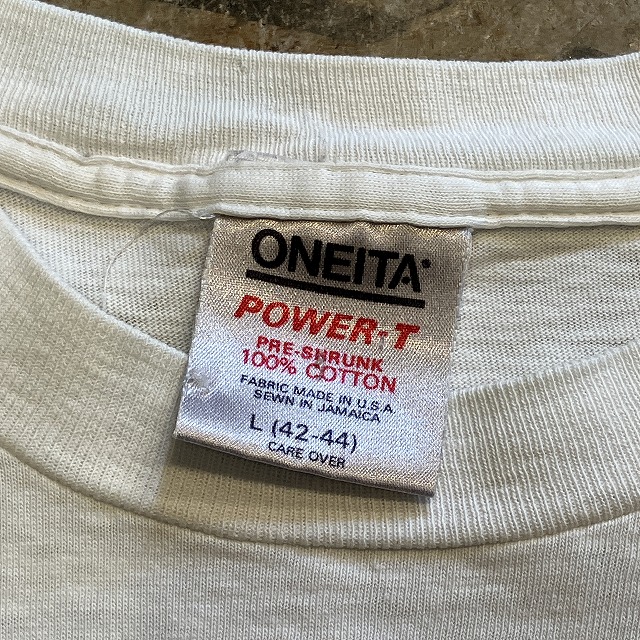 ONEITA
POWER-T
PRE-SHRUNK
100% COTTON
FABRIC MADE IN U.S.A
SEWN IN JAMAICA
L (42-44)
CARE OVER